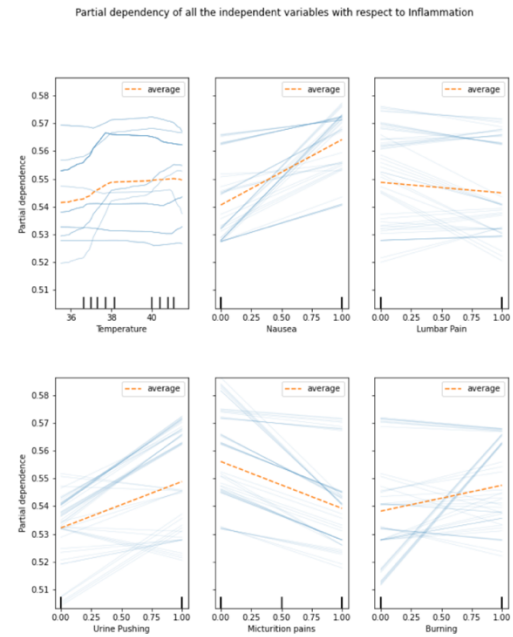 Partial dependency of all the independent variables with respect to Inflammation
average
average
average
0.58
0.57
0.56
0.55
0.54
0.53
0.52
0.51
Partial dependence
36 38 40
0.00 0.25 0.50 0.75 1.00
0.00 0.25 0.50 0.75 1.00
Temperature
Nausea
Lumbar Pain
average
average
average
0.58
0.57
0.56
0.55
0.54
0.53
0.52
0.51
Partial dependence
0.00 0.25 0.50 0.75 1.00
0.00 0.25 0.50 0.75 1.00
0.00 0.25 0.50 0.75 1.00
Urine Pushing
Micturition pains
Burning